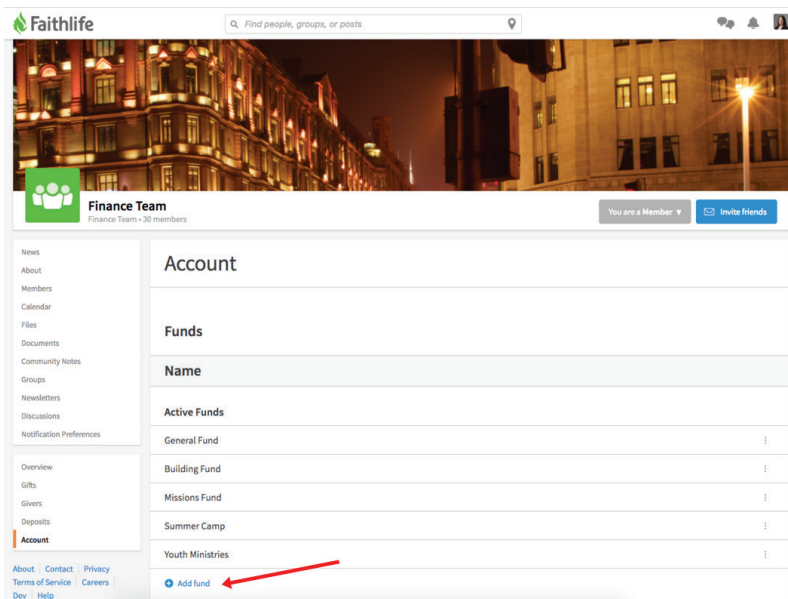 Faithlife
Find people, groups, or posts
Finance Team
Finance Team • 30 members
You are a Member ▼
Invite friends
News
About
Members
Calendar
Files
Documents
Community Notes
Groups
Newsletters
Discussions
Notification Preferences
Overview
Gifts
Givers
Deposits
Account
About Contact Privacy
Terms of Service Careers
Dev Help
Account
Funds
Name
Active Funds
General Fund
Building Fund
Missions Fund
Summer Camp
Youth Ministries
Add fund